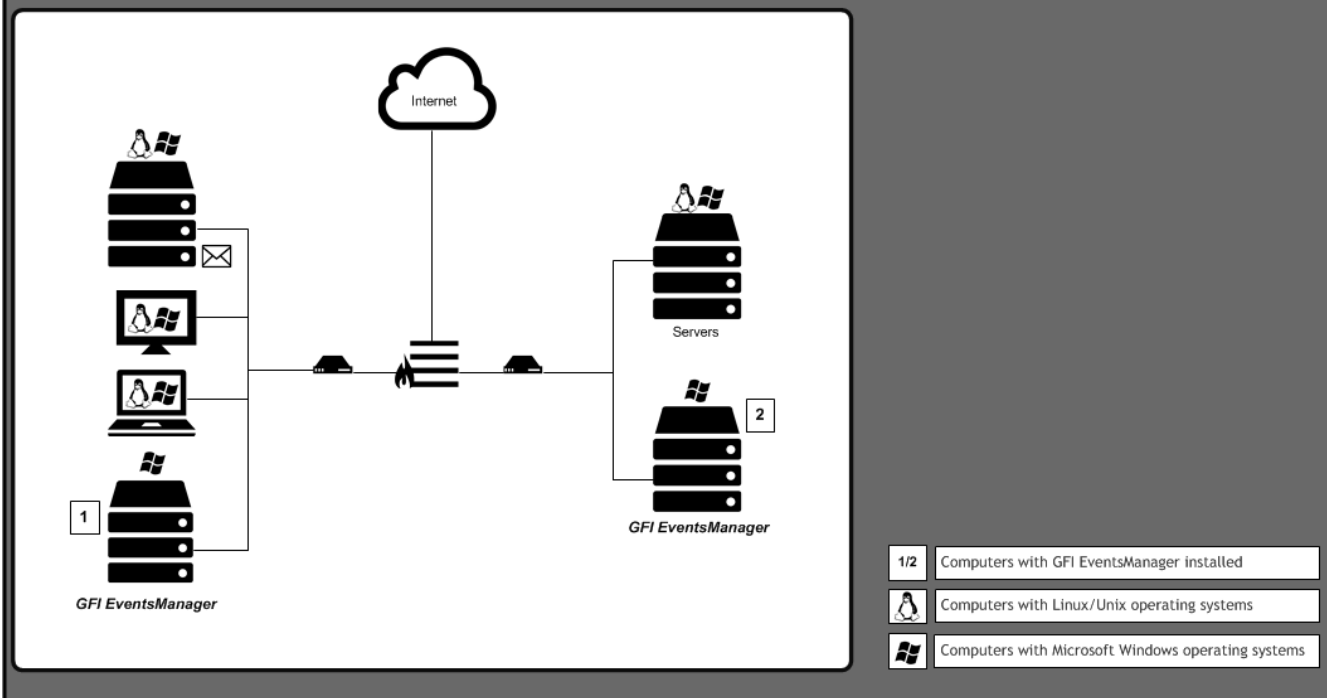 Internet
Servers
2
GFI EventsManager
1
GFI EventsManager
1/2 Computers with GFI EventsManager installed
Computers with Linux/Unix operating systems
Computers with Microsoft Windows operating systems